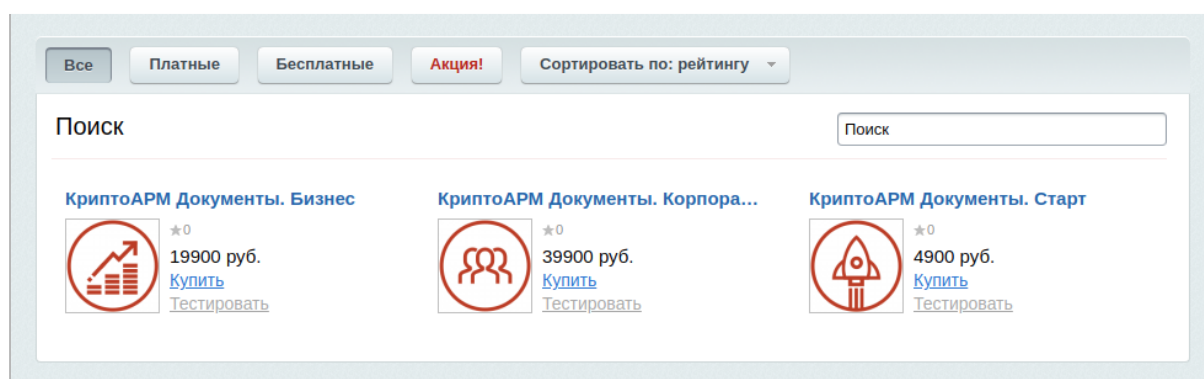 Все Платные Бесплатные Акция! Сортировать по: рейтингу
Поиск Поиск
КриптоАРМ Документы. Бизнес
★0
19900 руб.
Купить
Тестировать
КриптоАРМ Документы. Корпора...
★0
39900 руб.
Купить
Тестировать
КриптоАРМ Документы. Старт
★0
4900 руб.
Купить
Тестировать